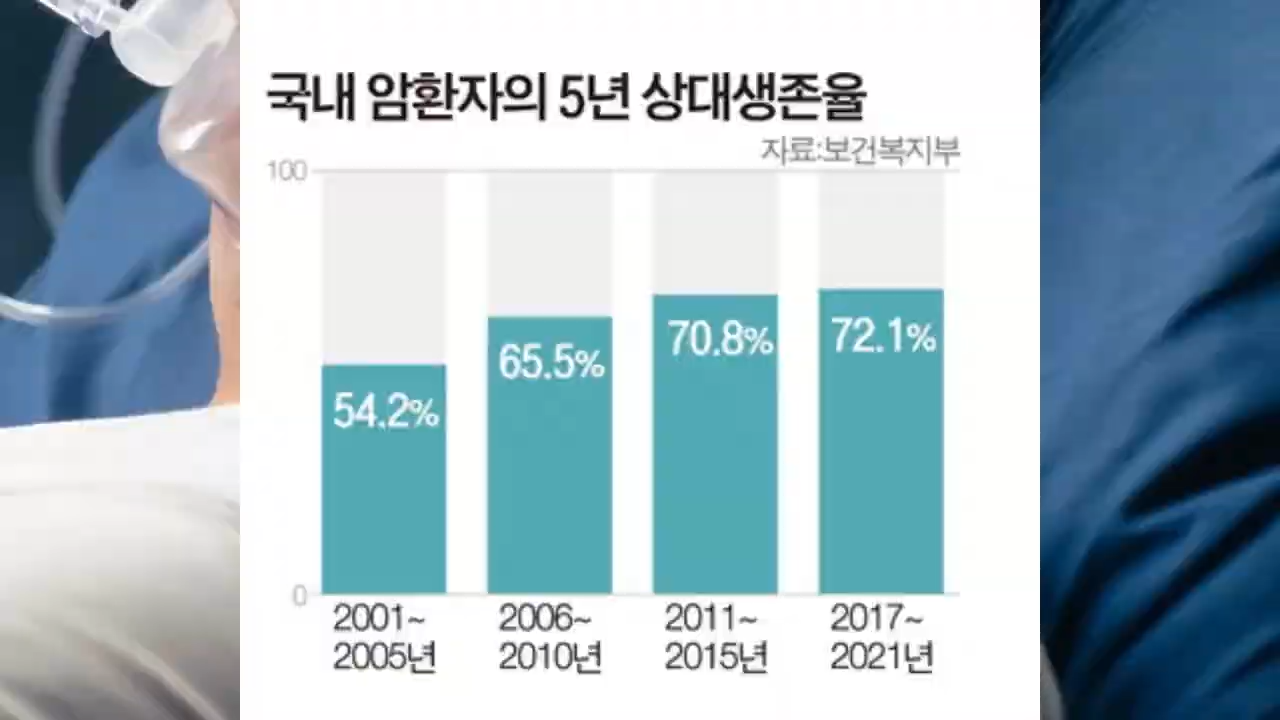 국내 암환자의 5년 상대생존율
자료:보건복지부
100
54.2%
65.5%
70.8%
72.1%
0
2001~
2005년
2006~
2010년
2011~
2015년
2017~
2021년